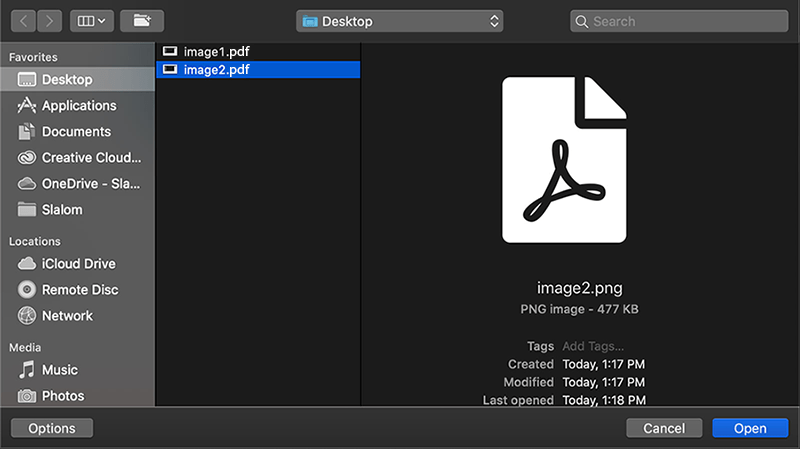 Desktop
Search
Favorites
Desktop
Applications
Documents
Creative Cloud...
OneDrive - Sla...
Slalom
Locations
iCloud Drive
Remote Disc
Network
Media
Music
Photos
image1.pdf
image2.pdf
image2.png
PNG image - 477 KB
Tags Add Tags...
Created Today, 1:17 PM
Modified Today, 1:17 PM
Last opened Today, 1:18 PM
Options
Cancel
Open